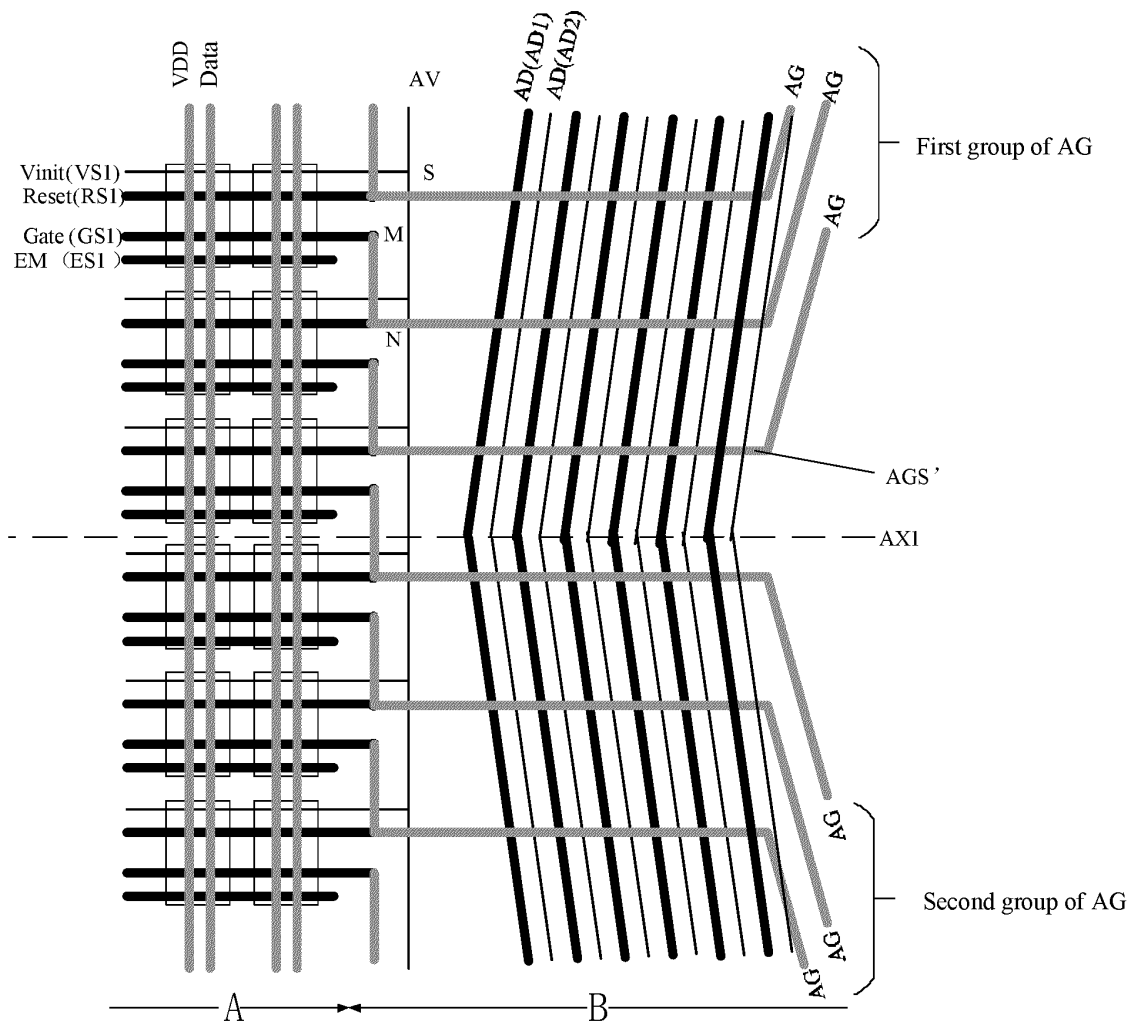 VDD
Data
AV
AD(AD1)
AD(AD2)
AG
AG
First group of AG
Vinit(VS1)
S
Reset(RS1)
AG
Gate (GS1)
M
EM (ES1)
N
AGS’
AX1
AG
Second group of AG
AG
AG
A
B